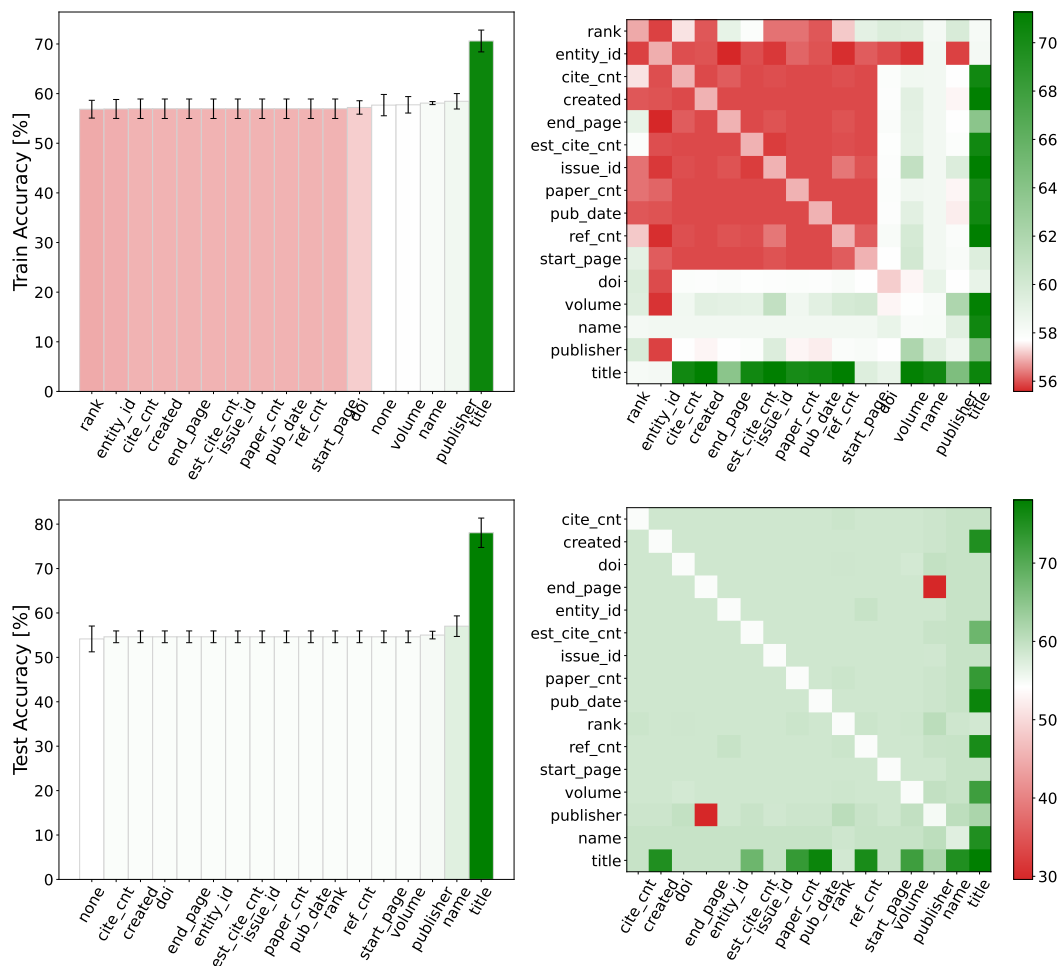 Train Accuracy [%]
70
60
50
40
30
20
10
0
rank
entity_id
cite_cnt
created
end_page
est_cite_cnt
issue_id
paper_cnt
pub_date
ref_cnt
start_page
doi
none
volume
name
publisher
title
rank
entity_id
cite_cnt
created
end_page
est_cite_cnt
issue_id
paper_cnt
pub_date
ref_cnt
start_page
doi
volume
name
publisher
title
rank
entity_id
cite_cnt
created
end_page
est_cite_cnt
issue_id
paper_cnt
pub_date
ref_cnt
start_page
doi
volume
name
publisher
title
70
68
66
64
62
60
58
56
Test Accuracy [%]
80
70
60
50
40
30
20
10
0
none
cite_cnt
created
doi
end_page
entity_id
est_cite_cnt
issue_id
paper_cnt
pub_date
rank
ref_cnt
start_page
volume
publisher
name
title
cite_cnt
created
doi
end_page
entity_id
est_cite_cnt
issue_id
paper_cnt
pub_date
rank
ref_cnt
start_page
volume
publisher
name
title
cite_cnt
created
doi
end_page
entity_id
est_cite_cnt
issue_id
paper_cnt
pub_date
rank
ref_cnt
start_page
volume
publisher
name
title
70
60
50
40
30